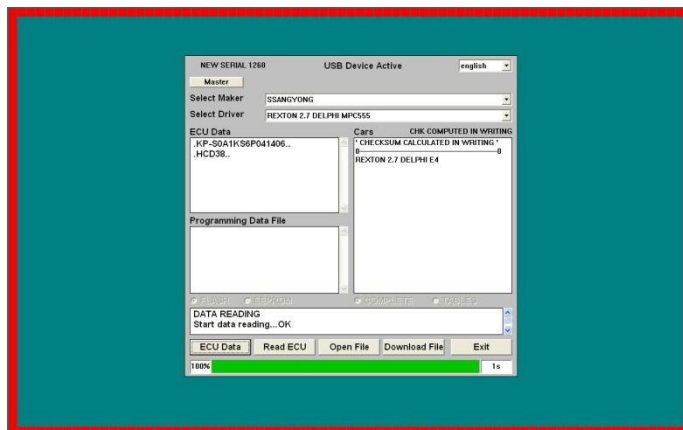 NEW SERIAL 1260 USB Device Active english
Master
Select Maker SSANGYONG
Select Driver REXTON 2.7 DELPHI MPC555
ECU Data Cars CHK COMPUTED IN WRITING
.KP-S0A1KS6P041406..
.HCD38..
* CHECKSUM CALCULATED IN WRITING *
0----------------------------------------0
REXTON 2.7 DELPHI E4
Programming Data File
FLASH EEPROM COMPLETE TABLES
DATA READING
Start data reading...OK
ECU Data Read ECU Open File Download File Exit
100% 1s